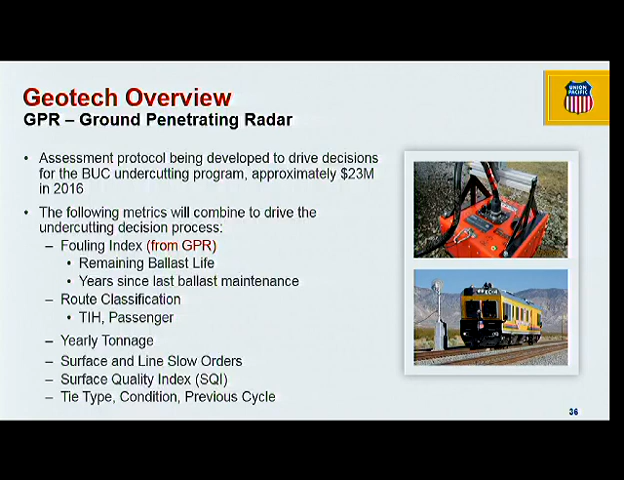 Geotech Overview
GPR – Ground Penetrating Radar
UNION
PACIFIC
• Assessment protocol being developed to drive decisions
for the BUC undercutting program, approximately $23M
in 2016
• The following metrics will combine to drive the
undercutting decision process:
– Fouling Index (from GPR)
• Remaining Ballast Life
• Years since last ballast maintenance
– Route Classification
• TIH, Passenger
– Yearly Tonnage
– Surface and Line Slow Orders
– Surface Quality Index (SQI)
– Tie Type, Condition, Previous Cycle
36